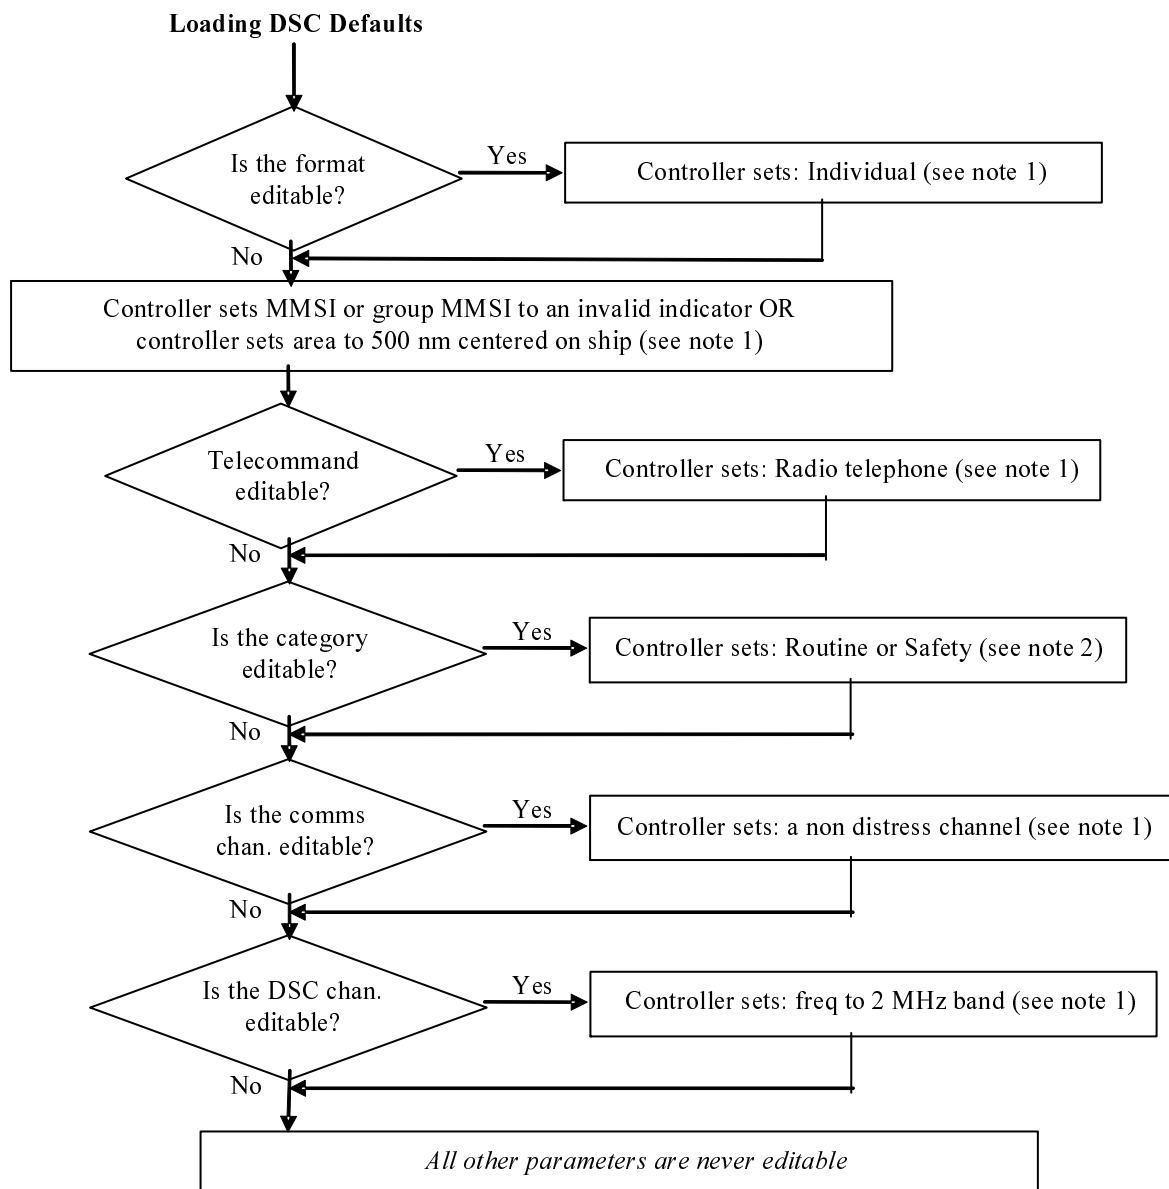 Loading DSC Defaults
Is the format
editable?
Yes
Controller sets: Individual (see note 1)
No
Controller sets MMSI or group MMSI to an invalid indicator OR
controller sets area to 500 nm centered on ship (see note 1)
Telecommand
editable?
Yes
Controller sets: Radio telephone (see note 1)
No
Is the category
editable?
Yes
Controller sets: Routine or Safety (see note 2)
No
Is the comms
chan. editable?
Yes
Controller sets: a non distress channel (see note 1)
No
Is the DSC chan.
editable?
Yes
Controller sets: freq to 2 MHz band (see note 1)
No
All other parameters are never editable